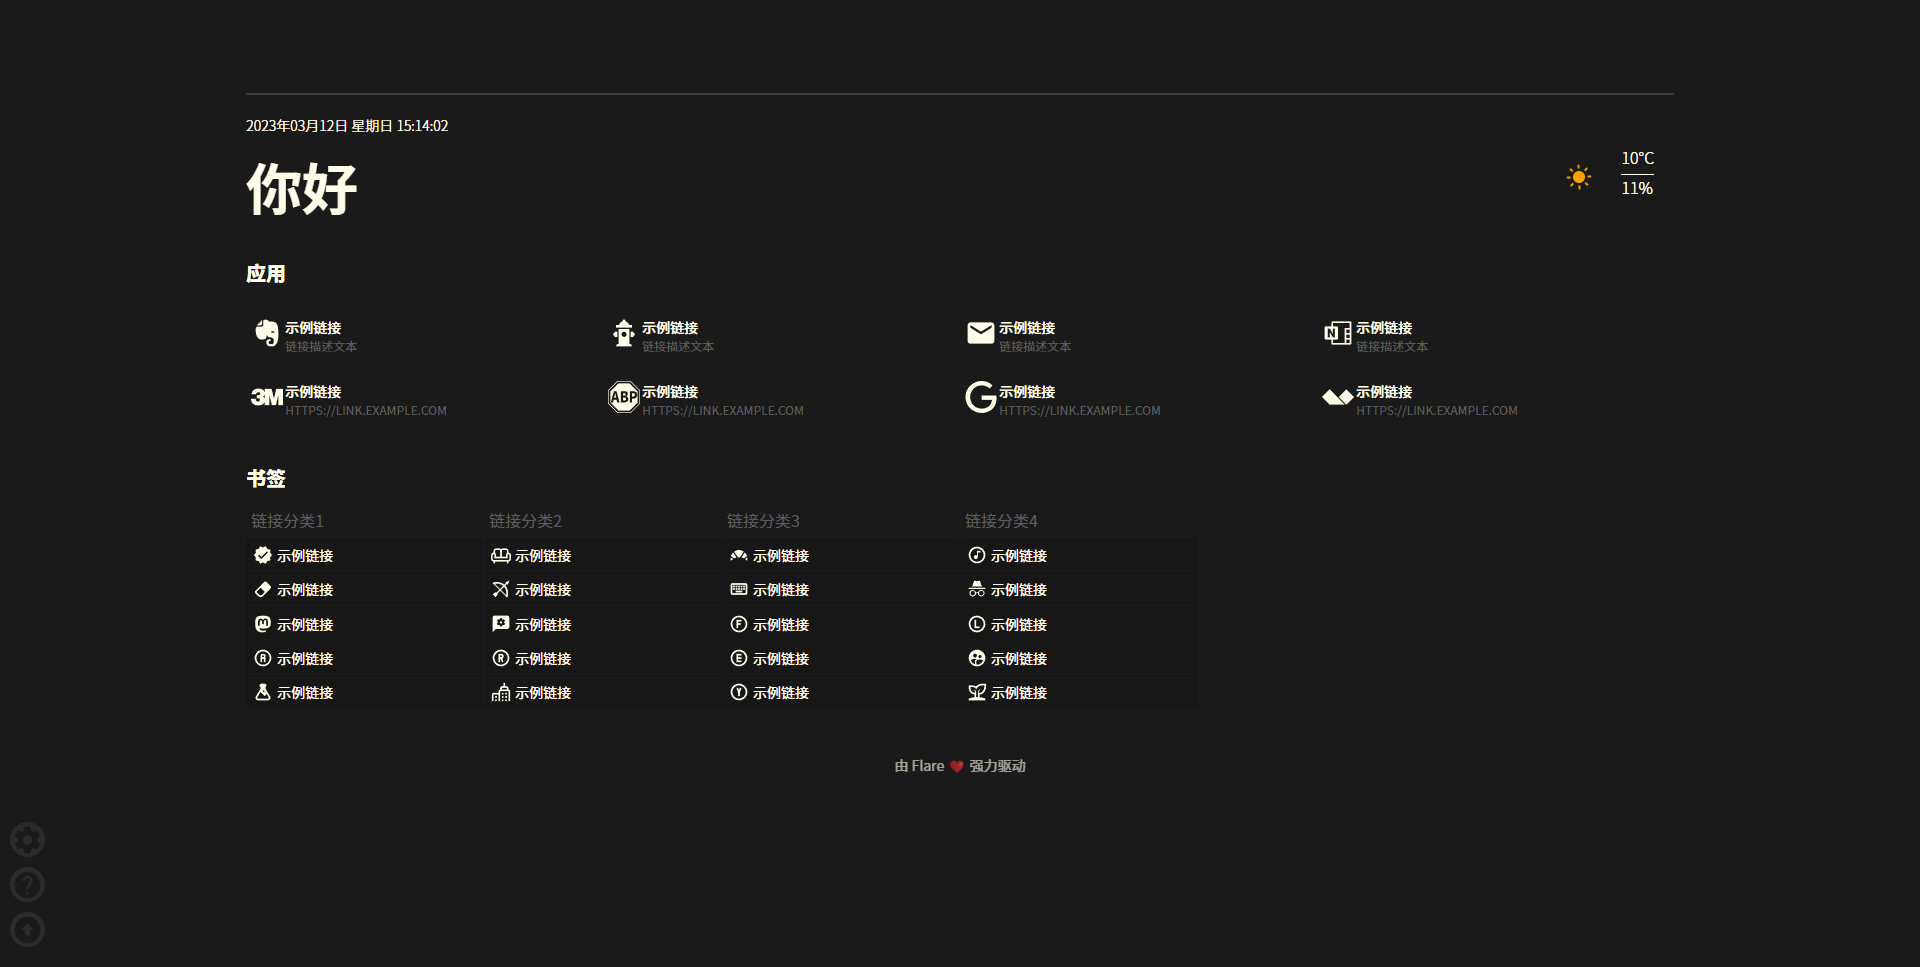 2023年03月12日 星期日 15:14:02
你好
10°C
11%
应用
示例链接 示例链接 示例链接 示例链接
链接描述文本 链接描述文本 链接描述文本 链接描述文本
3M 示例链接 ABP 示例链接 G 示例链接 示例链接
HTTPS://LINK.EXAMPLE.COM HTTPS://LINK.EXAMPLE.COM HTTPS://LINK.EXAMPLE.COM HTTPS://LINK.EXAMPLE.COM
书签
链接分类1 链接分类2 链接分类3 链接分类4
示例链接 示例链接 示例链接 示例链接
示例链接 示例链接 示例链接 示例链接
示例链接 示例链接 F 示例链接 L 示例链接
A 示例链接 R 示例链接 E 示例链接 示例链接
示例链接 示例链接 Y 示例链接 示例链接
由 Flare ❤️ 强力驱动